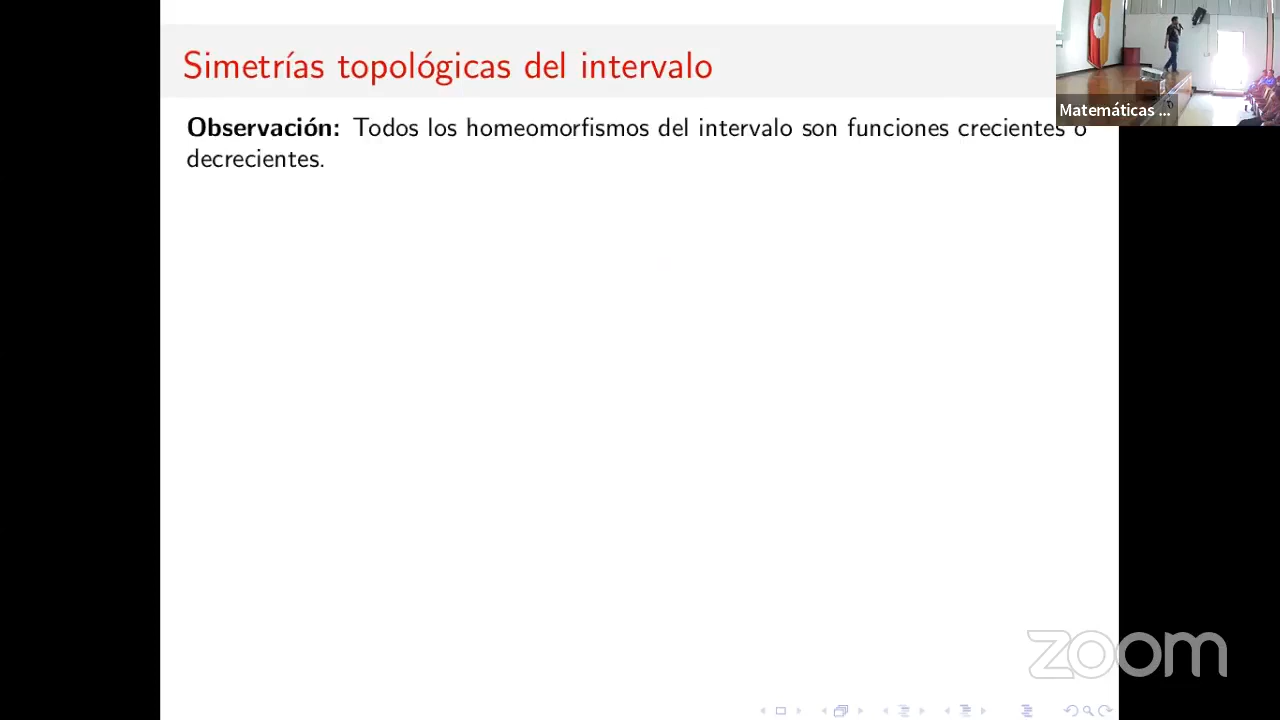 Simetrías topológicas del intervalo
Matemáticas ...
Observación: Todos los homeomorfismos del intervalo son funciones crecientes o
decrecientes.
zoom